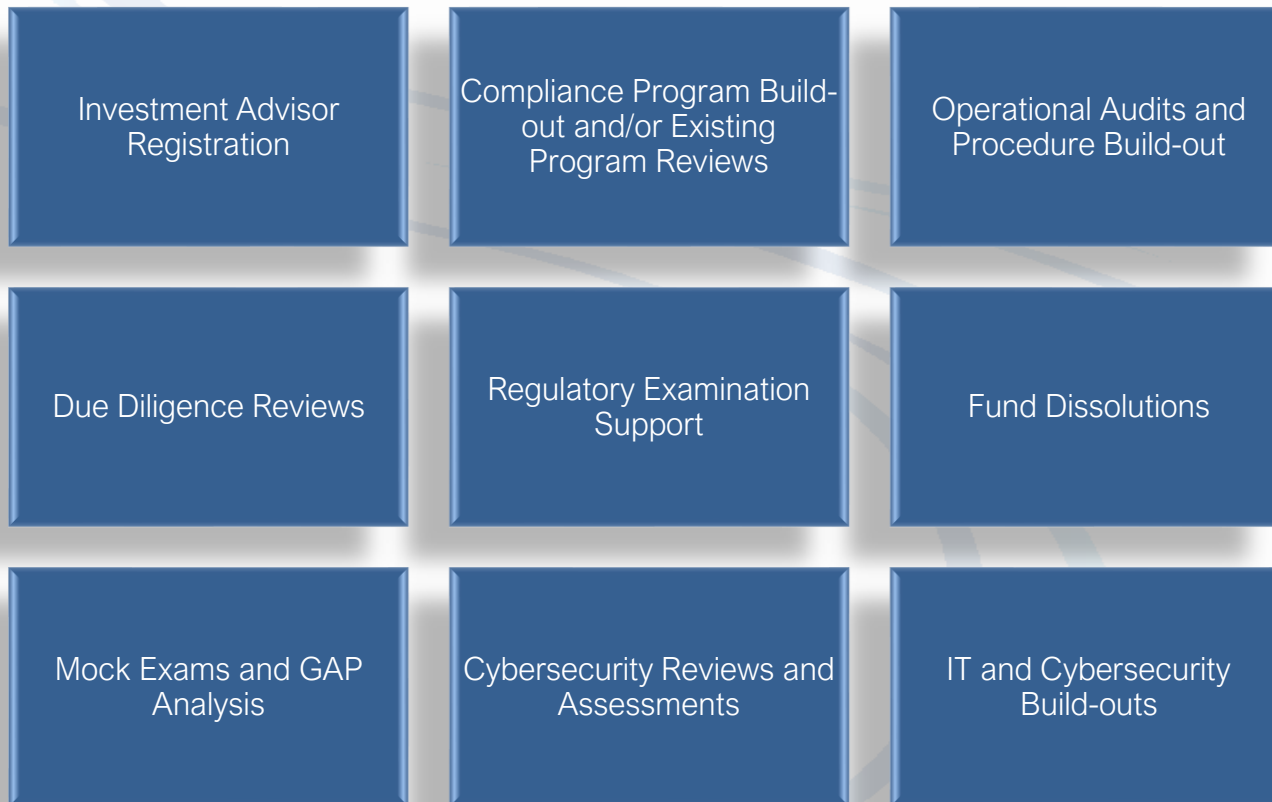 Investment Advisor
Registration
Compliance Program Build-
out and/or Existing
Program Reviews
Operational Audits and
Procedure Build-out
Due Diligence Reviews
Regulatory Examination
Support
Fund Dissolutions
Mock Exams and GAP
Analysis
Cybersecurity Reviews and
Assessments
IT and Cybersecurity
Build-outs